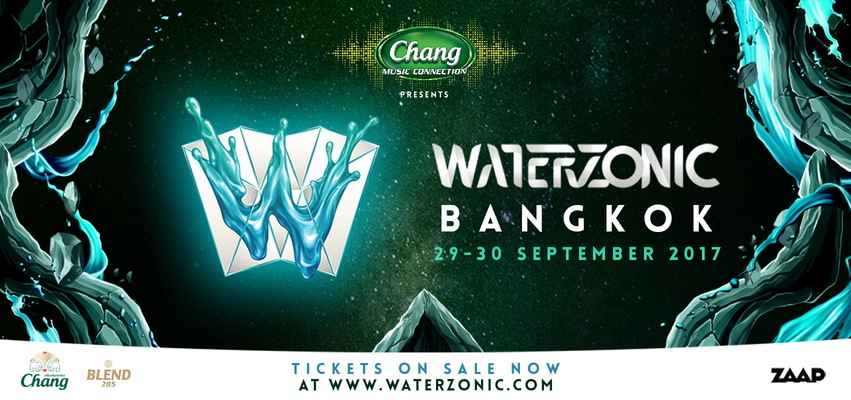 Chang
MUSIC CONNECTION
PRESENTS
WATERZONIC
BANGKOK
29-30 SEPTEMBER 2017
TICKETS ON SALE NOW
AT WWW.WATERZONIC.COM
Chang
BLEND
285
ZAAP